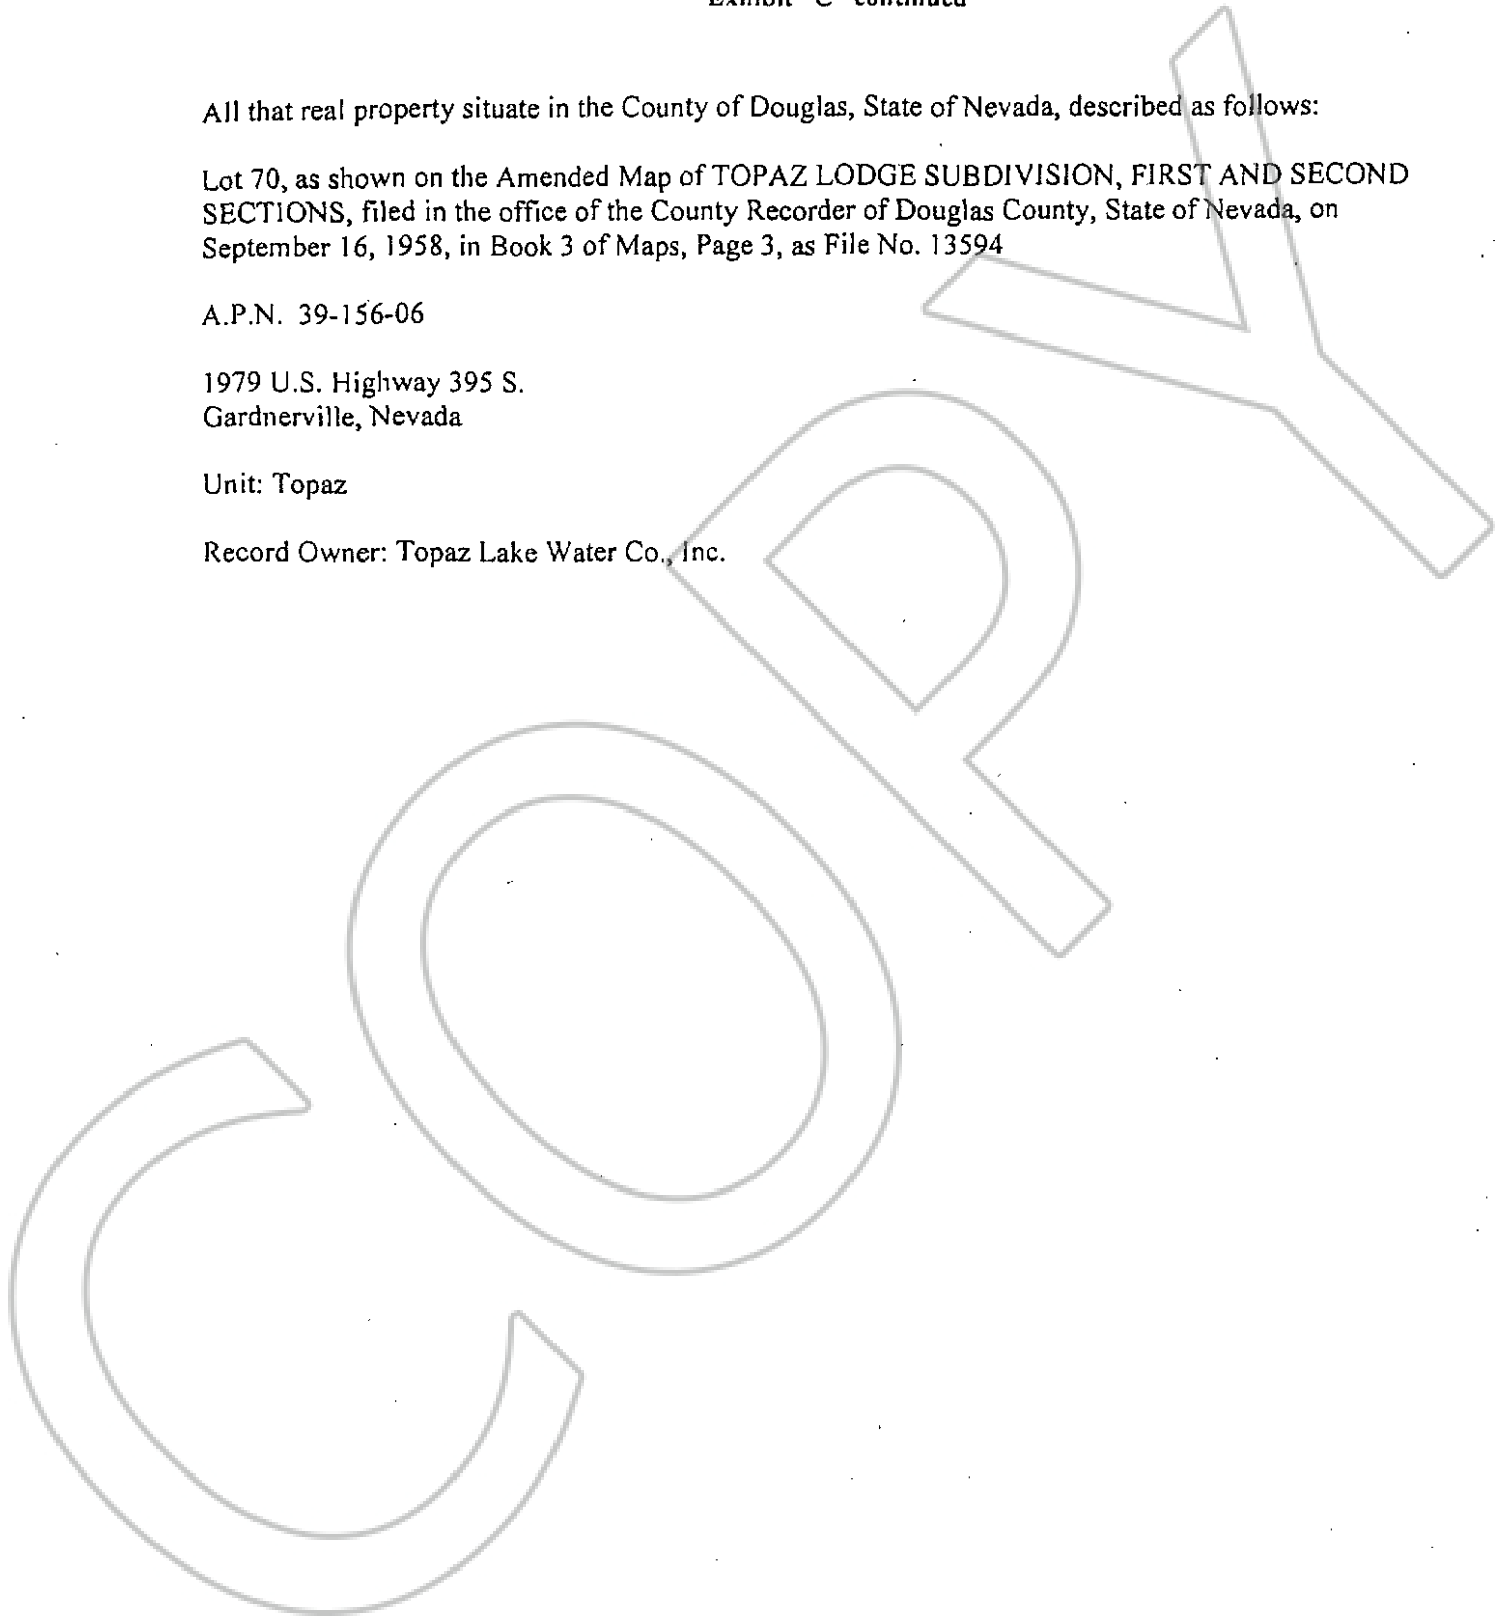 Exhibit "C" continued
All that real property situate in the County of Douglas, State of Nevada, described as follows:
Lot 70, as shown on the Amended Map of TOPAZ LODGE SUBDIVISION, FIRST AND SECOND
SECTIONS, filed in the office of the County Recorder of Douglas County, State of Nevada, on
September 16, 1958, in Book 3 of Maps, Page 3, as File No. 13594
A.P.N. 39-156-06
1979 U.S. Highway 395 S.
Gardnerville, Nevada
Unit: Topaz
Record Owner: Topaz Lake Water Co., Inc.
COPY